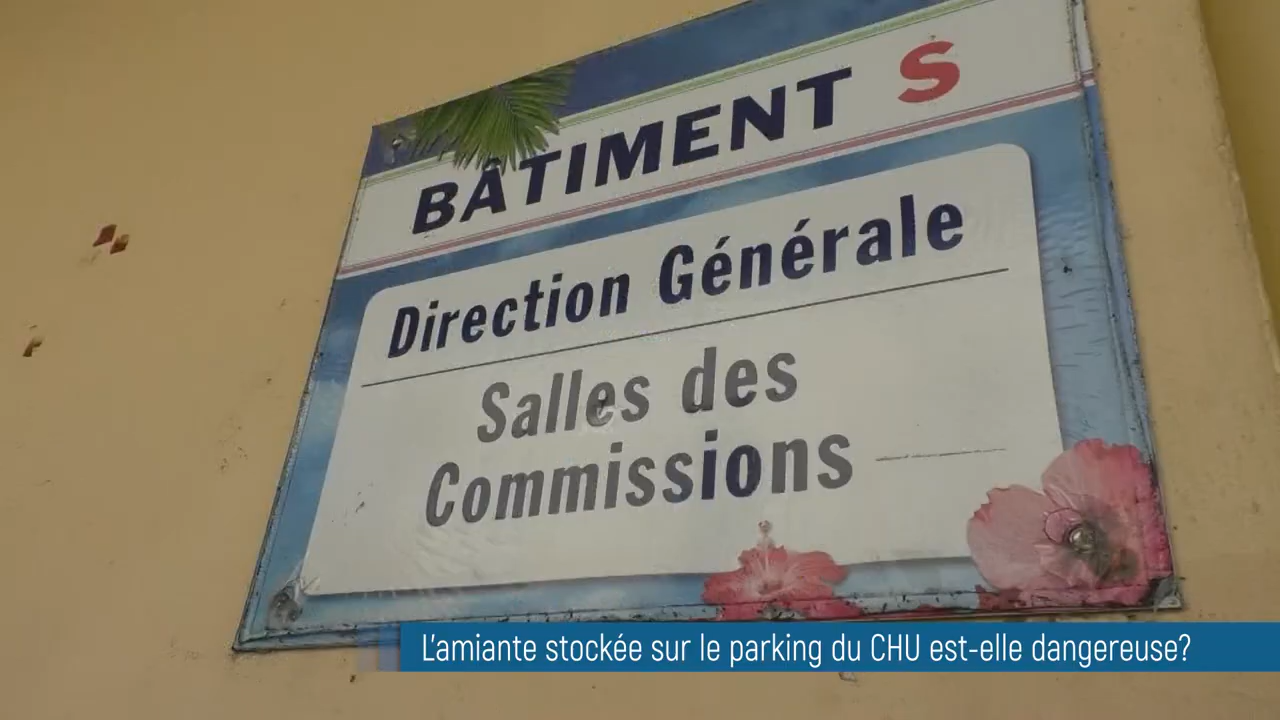 BÂTIMENT S
Direction Générale
Salles des
Commissions
L'amiante stockée sur le parking du CHU est-elle dangereuse?